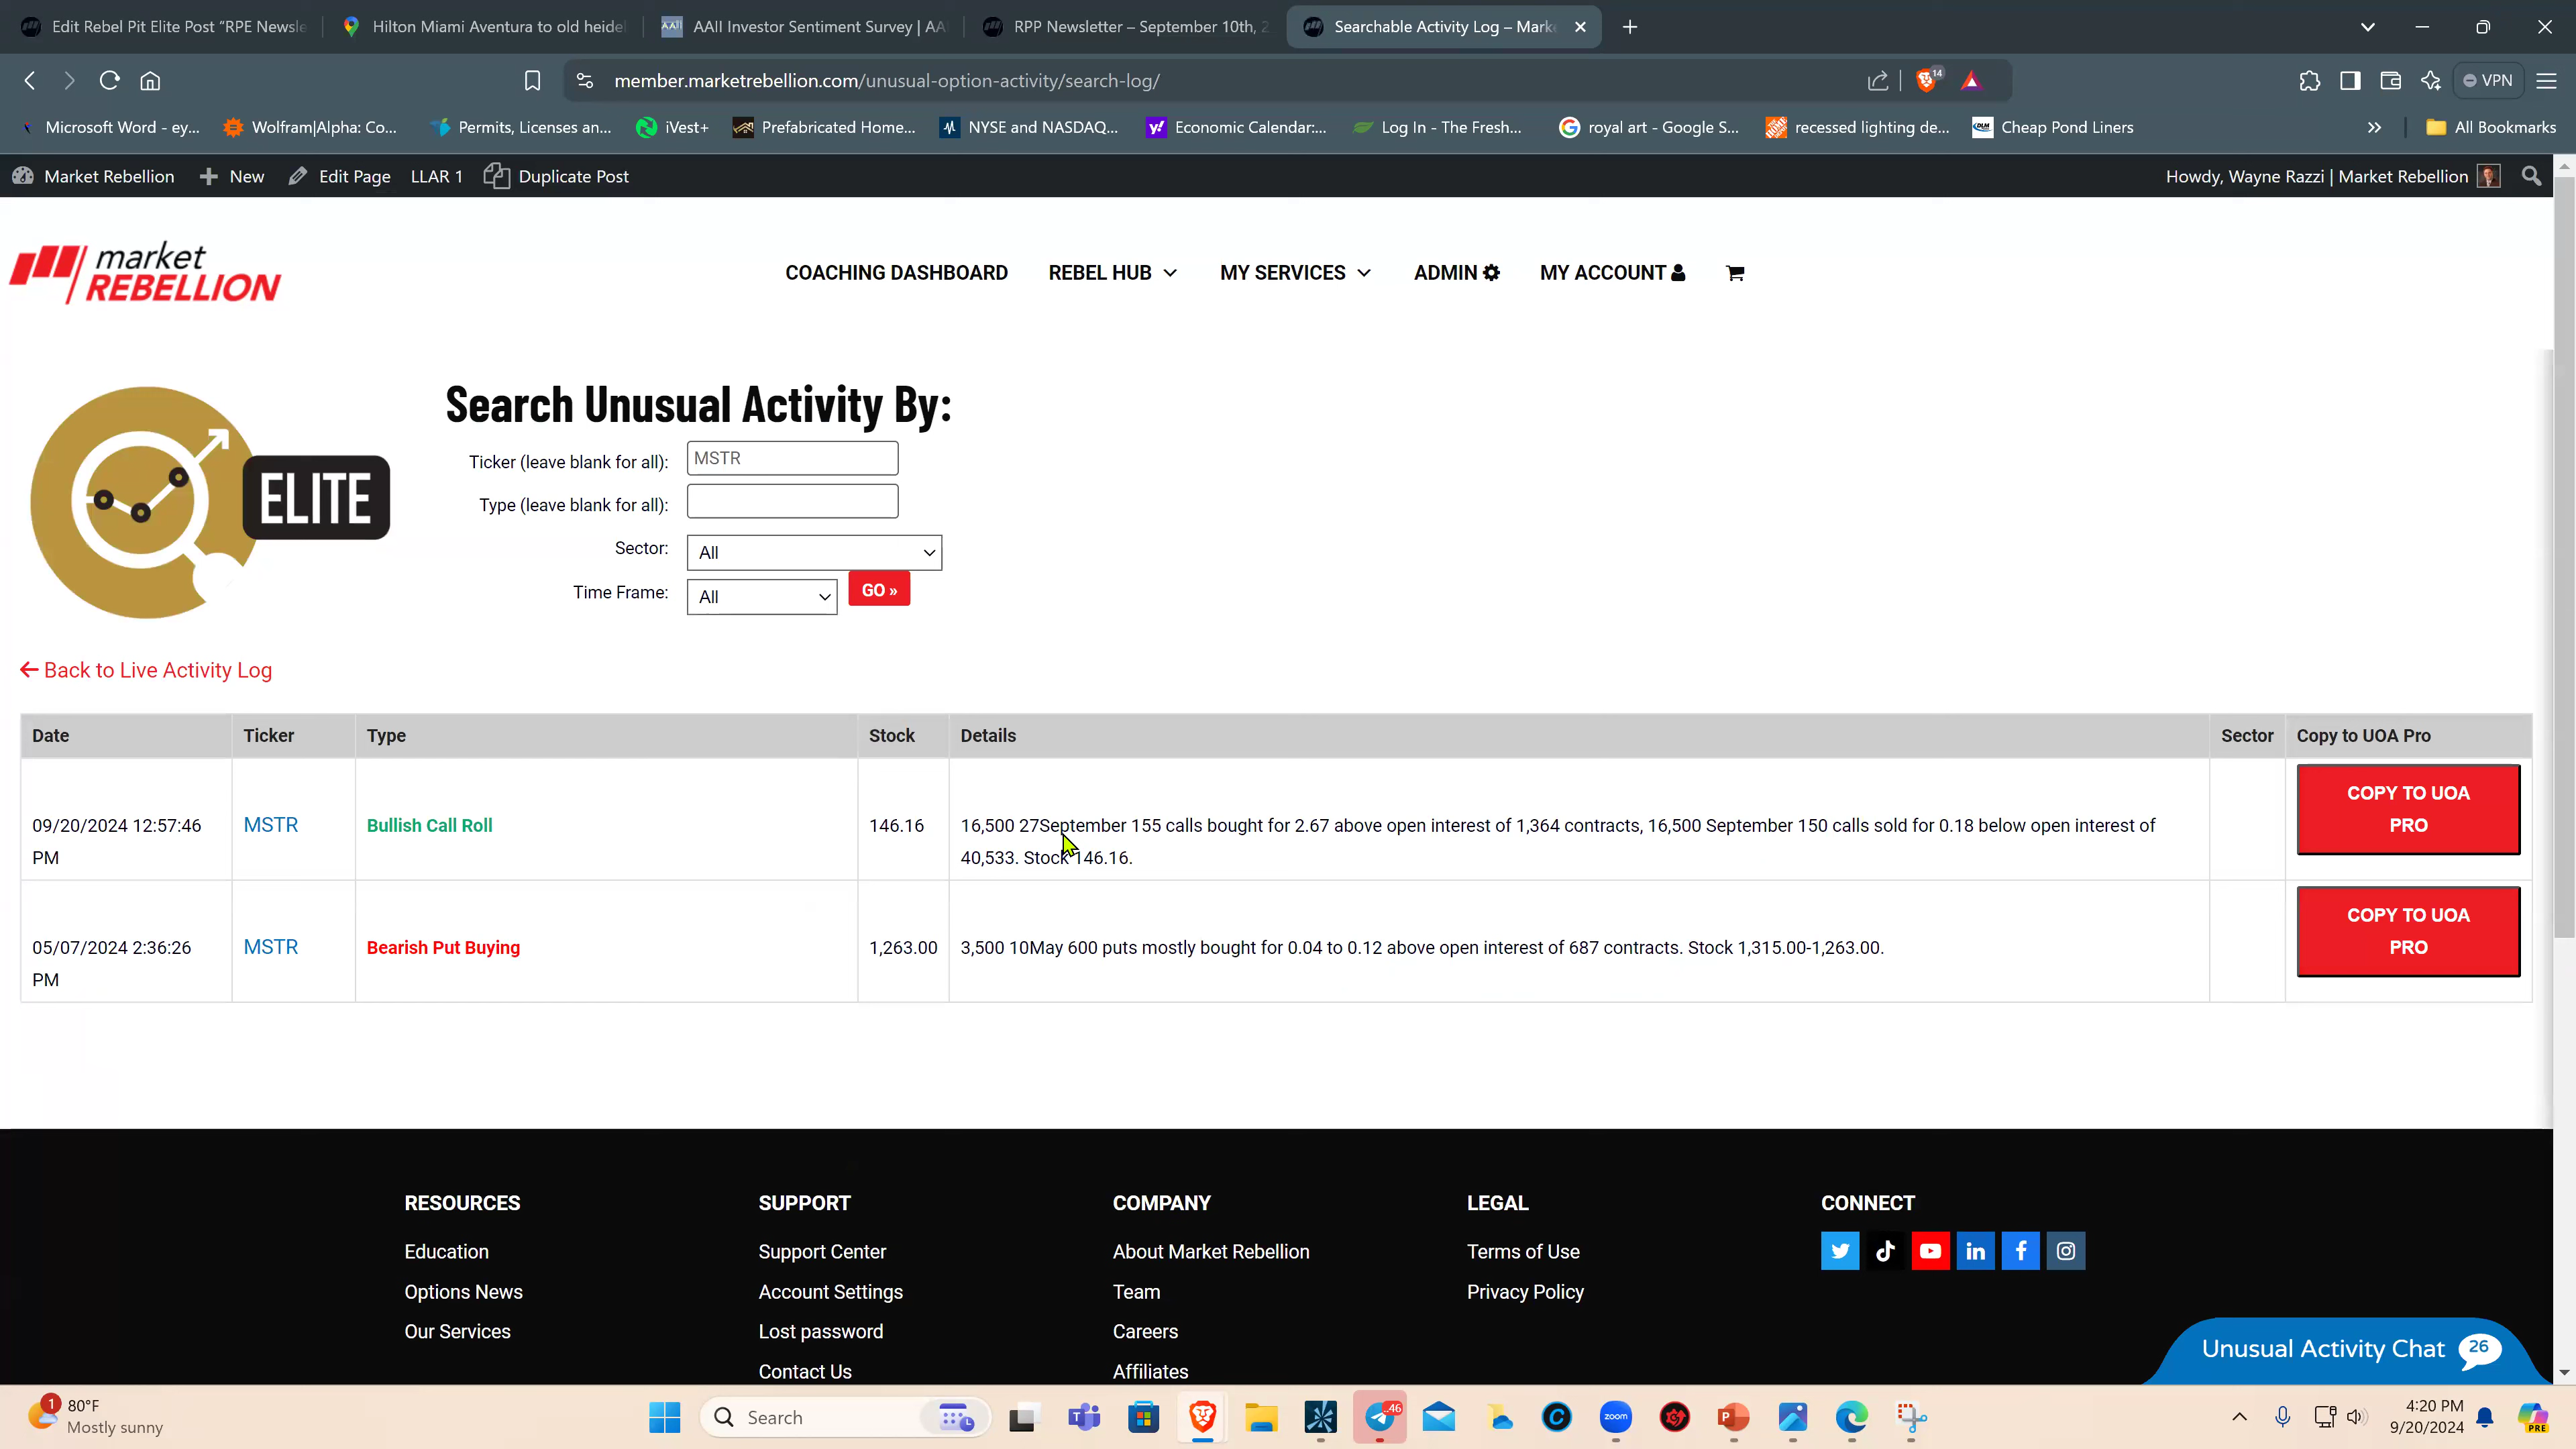 Edit Rebel Pit Elite Post “RPE Newsle
Hilton Miami Aventura to old heidel
AAII Investor Sentiment Survey | AA
RPP Newsletter – September 10th, 2
Searchable Activity Log – Mark
member.marketrebellion.com/unusual-option-activity/search-log/
14
VPN
Microsoft Word - ey...
Wolfram|Alpha: Co...
Permits, Licenses an...
iVest+
Prefabricated Home...
NYSE and NASDAQ...
Economic Calendar:...
Log In - The Fresh...
royal art - Google S...
recessed lighting de...
Cheap Pond Liners
All Bookmarks
Market Rebellion
New
Edit Page
LLAR 1
Duplicate Post
Howdy, Wayne Razzi | Market Rebellion
market
REBELLION
COACHING DASHBOARD
REBEL HUB
MY SERVICES
ADMIN
MY ACCOUNT
ELITE
Search Unusual Activity By:
Ticker (leave blank for all):
MSTR
Type (leave blank for all):
Sector:
All
Time Frame:
All
GO »
Back to Live Activity Log
Date
Ticker
Type
Stock
Details
Sector
Copy to UOA Pro
09/20/2024 12:57:46
PM
MSTR
Bullish Call Roll
146.16
16,500 27September 155 calls bought for 2.67 above open interest of 1,364 contracts, 16,500 September 150 calls sold for 0.18 below open interest of
40,533. Stock 146.16.
COPY TO UOA
PRO
05/07/2024 2:36:26
PM
MSTR
Bearish Put Buying
1,263.00
3,500 10May 600 puts mostly bought for 0.04 to 0.12 above open interest of 687 contracts. Stock 1,315.00-1,263.00.
COPY TO UOA
PRO
RESOURCES
Education
Options News
Our Services
SUPPORT
Support Center
Account Settings
Lost password
Contact Us
COMPANY
About Market Rebellion
Team
Careers
Affiliates
LEGAL
Terms of Use
Privacy Policy
CONNECT
Unusual Activity Chat
26
1
80°F
Mostly sunny
Search
.46
zoom
4:20 PM
9/20/2024
PRE